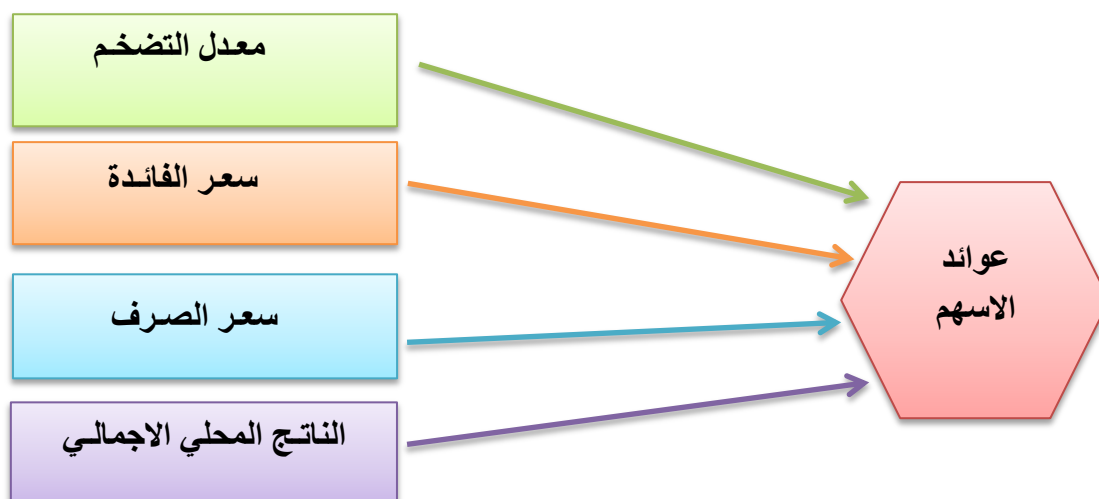 معدل التضخم
سعر الفائدة
سعر الصرف
الناتج المحلي الاجمالي
عوائد
الاسهم